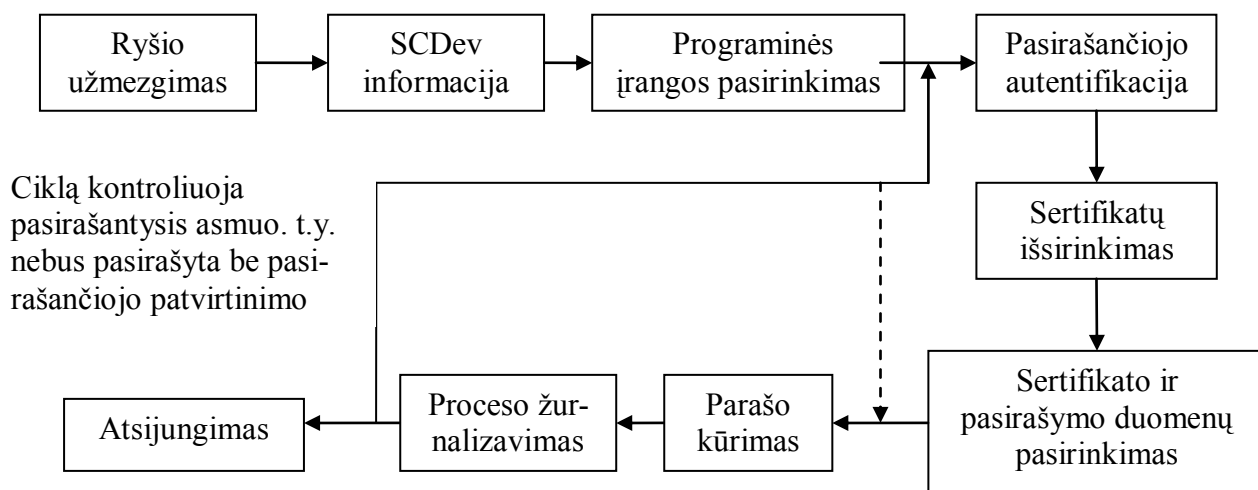 Ryšio
užmezgimas
SCDev
informacija
Programinės
įrangos pasirinkimas
Pasirašančiojo
autentifikacija
Ciklą kontroliuoja
pasirašantysis asmuo. t.y.
nebus pasirašyta be pasi-
rašančiojo patvirtinimo
Sertifikatų
išsirinkimas
Sertifikato ir
pasirašymo duomenų
pasirinkimas
Parašo
kūrimas
Proceso žur-
nalizavimas
Atsijungimas